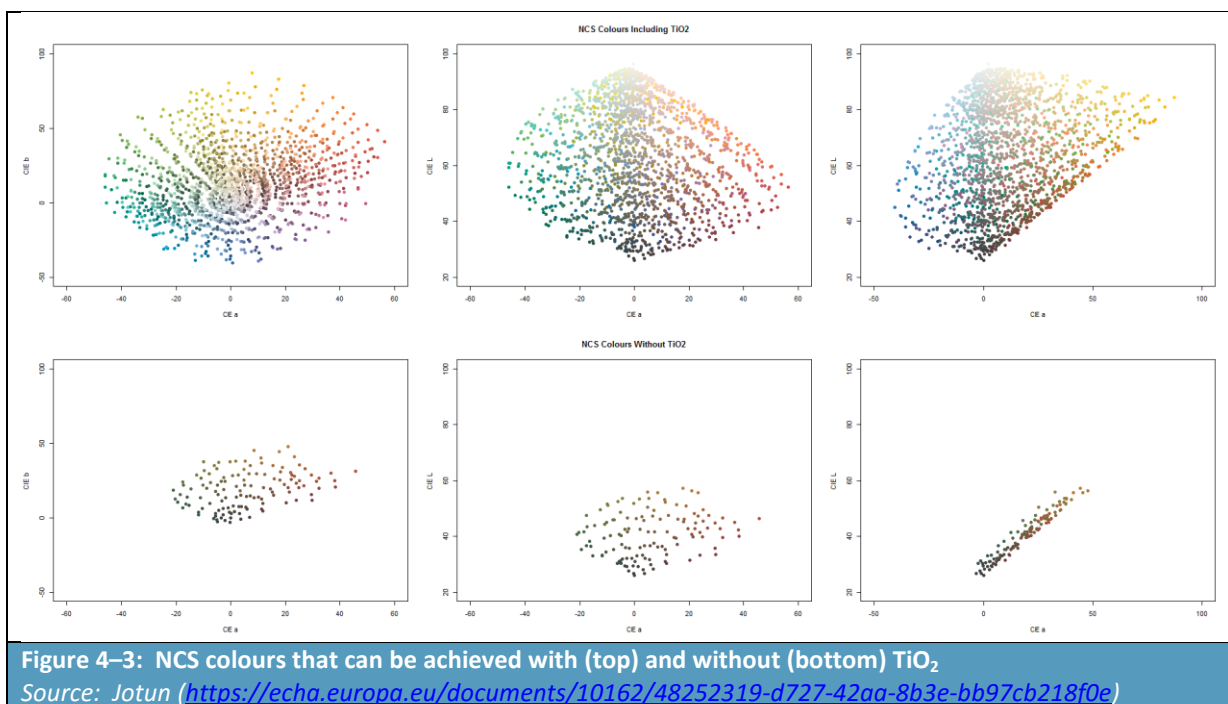 NCS Colours Including TiO2
CIE b
100
50
0
-50
-60 -40 -20 0 20 40 60
CIE a
CIE L
100
80
60
40
20
-60 -40 -20 0 20 40 60
CIE a
CIE L
100
80
60
40
20
-50 0 50 100
CIE a
NCS Colours Without TiO2
CIE b
100
50
0
-50
-60 -40 -20 0 20 40 60
CIE a
CIE L
100
80
60
40
20
-60 -40 -20 0 20 40 60
CIE a
CIE L
100
80
60
40
20
-50 0 50 100
CIE a
Figure 4–3: NCS colours that can be achieved with (top) and without (bottom) TiO₂
Source: Jotun (https://echa.europa.eu/documents/10162/48252319-d727-42aa-8b3e-bb97cb218f0e)